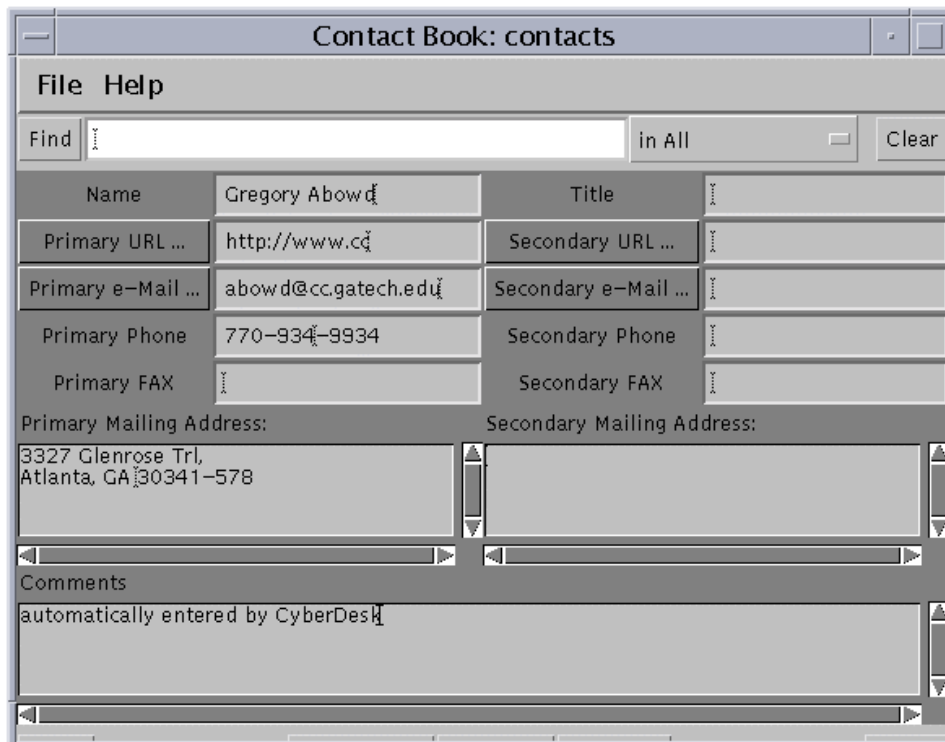 Contact Book: contacts
File Help
Find in All Clear
Name Gregory Abowd Title
Primary URL ... http://www.cc Secondary URL ...
Primary e-Mail ... abowd@cc.gatech.edu Secondary e-Mail ...
Primary Phone 770-934-9934 Secondary Phone
Primary FAX Secondary FAX
Primary Mailing Address: Secondary Mailing Address:
3327 Glenrose Trl,
Atlanta, GA 30341-578
Comments
automatically entered by CyberDesk